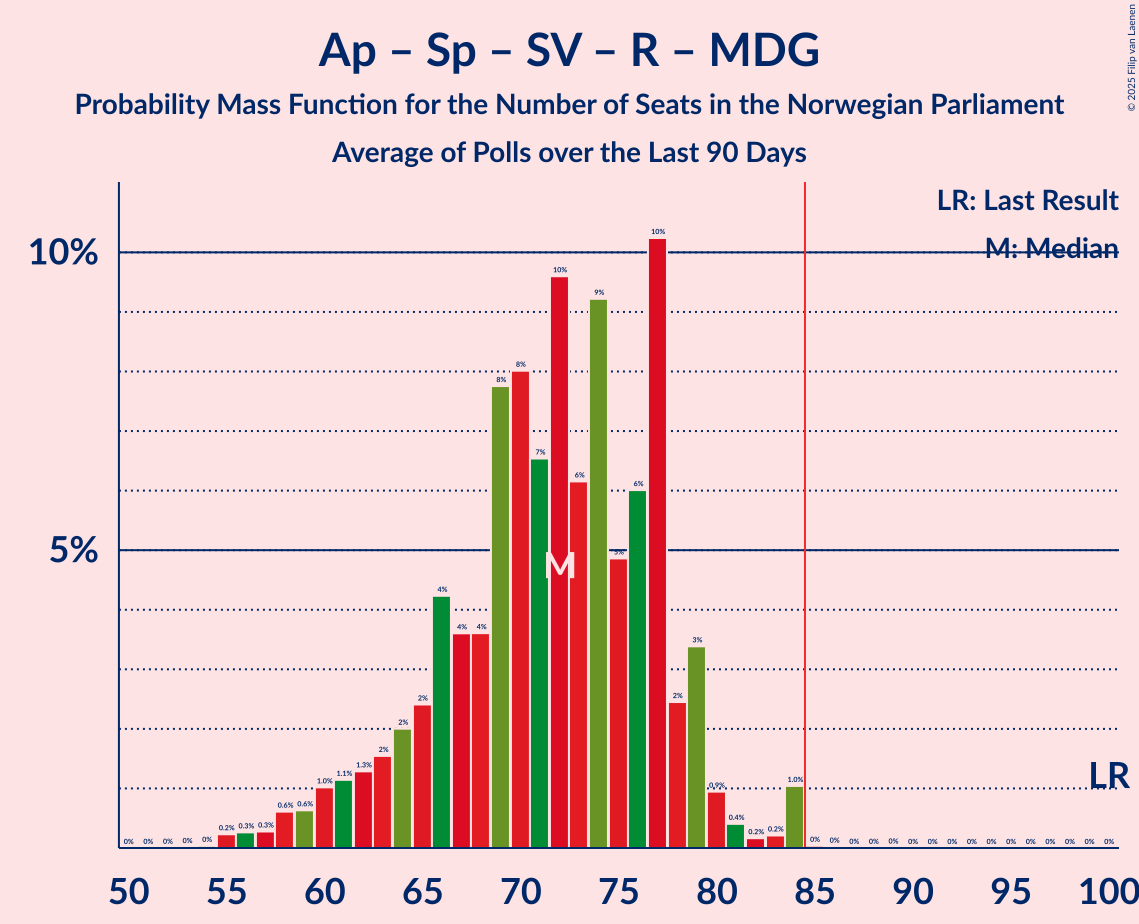 Ap – Sp – SV – R – MDG
Probability Mass Function for the Number of Seats in the Norwegian Parliament
Average of Polls over the Last 90 Days
© 2025 Filip van Laenen
LR: Last Result
M: Median
10%
5%
0% 0% 0% 0% 0% 0.2% 0.3% 0.3% 0.6% 0.6% 1.0% 1.1% 1.3% 2% 2% 2% 4% 4% 4% 8% 8% 7% 10% 6% 9% 5% 6% 10% 2% 3% 0.9% 0.4% 0.2% 0.2% 1.0% 0% 0% 0% 0% 0% 0% 0% 0% 0% 0% 0% 0% 0% 0% 0% 0%
M
LR
50 55 60 65 70 75 80 85 90 95 100